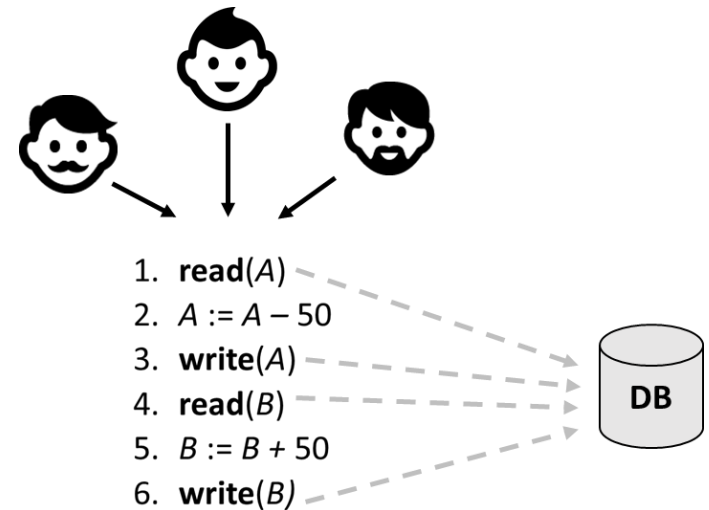 1. read(A)
2. A := A – 50
3. write(A)
4. read(B)
5. B := B + 50
6. write(B)
DB